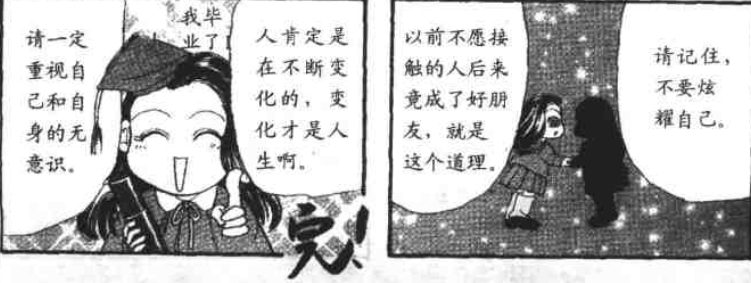 请记住，
不要炫
耀自己。
以前不愿接
触的人后来
竟成了好朋
友，就是
这个道理。
我毕
业了
人肯定是
在不断变
化的，变
化才是人
生啊。
请一定
重视自
己和自
身的无
意识。
完！